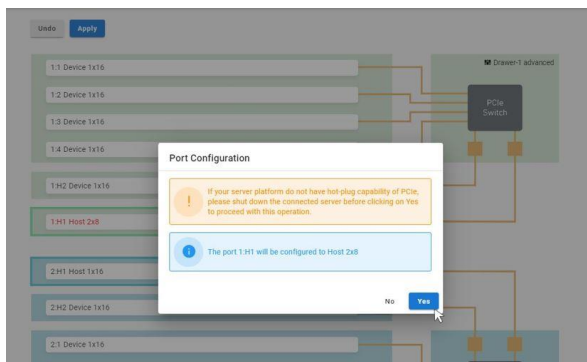 Undo
Apply
1:1 Device 1x16
Drawer-1 advanced
1:2 Device 1x16
PCIe
Switch
1:3 Device 1x16
1:4 Device 1x16
Port Configuration
If your server platform do not have hot-plug capability of PCIe,
please shut down the connected server before clicking on Yes
to proceed with this operation.
1:H2 Device 1x16
1:H1 Host 2x8
The port 1:H1 will be configured to Host 2x8
2:H1 Host 1x16
No
Yes
2:H2 Device 1x16
2:1 Device 1x16